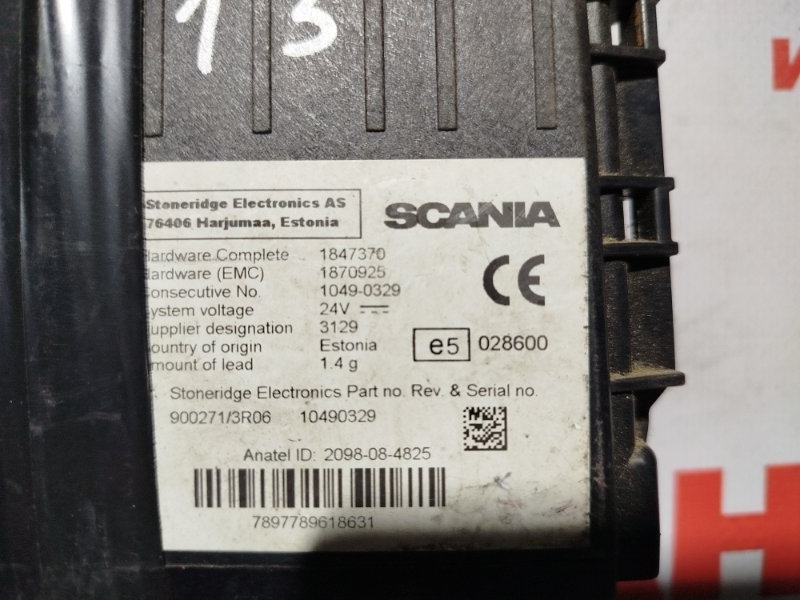 13
Stoneridge Electronics AS
76406 Harjumaa, Estonia
SCANIA
Hardware Complete 1847370
Hardware (EMC) 1870925
Consecutive No. 1049-0329
System voltage 24V
Supplier designation 3129
Country of origin Estonia
Amount of lead 1.4 g
CE
e5 028600
Stoneridge Electronics Part no. Rev. & Serial no.
900271/3R06 10490329
Anatel ID: 2098-08-4825
7897789618631